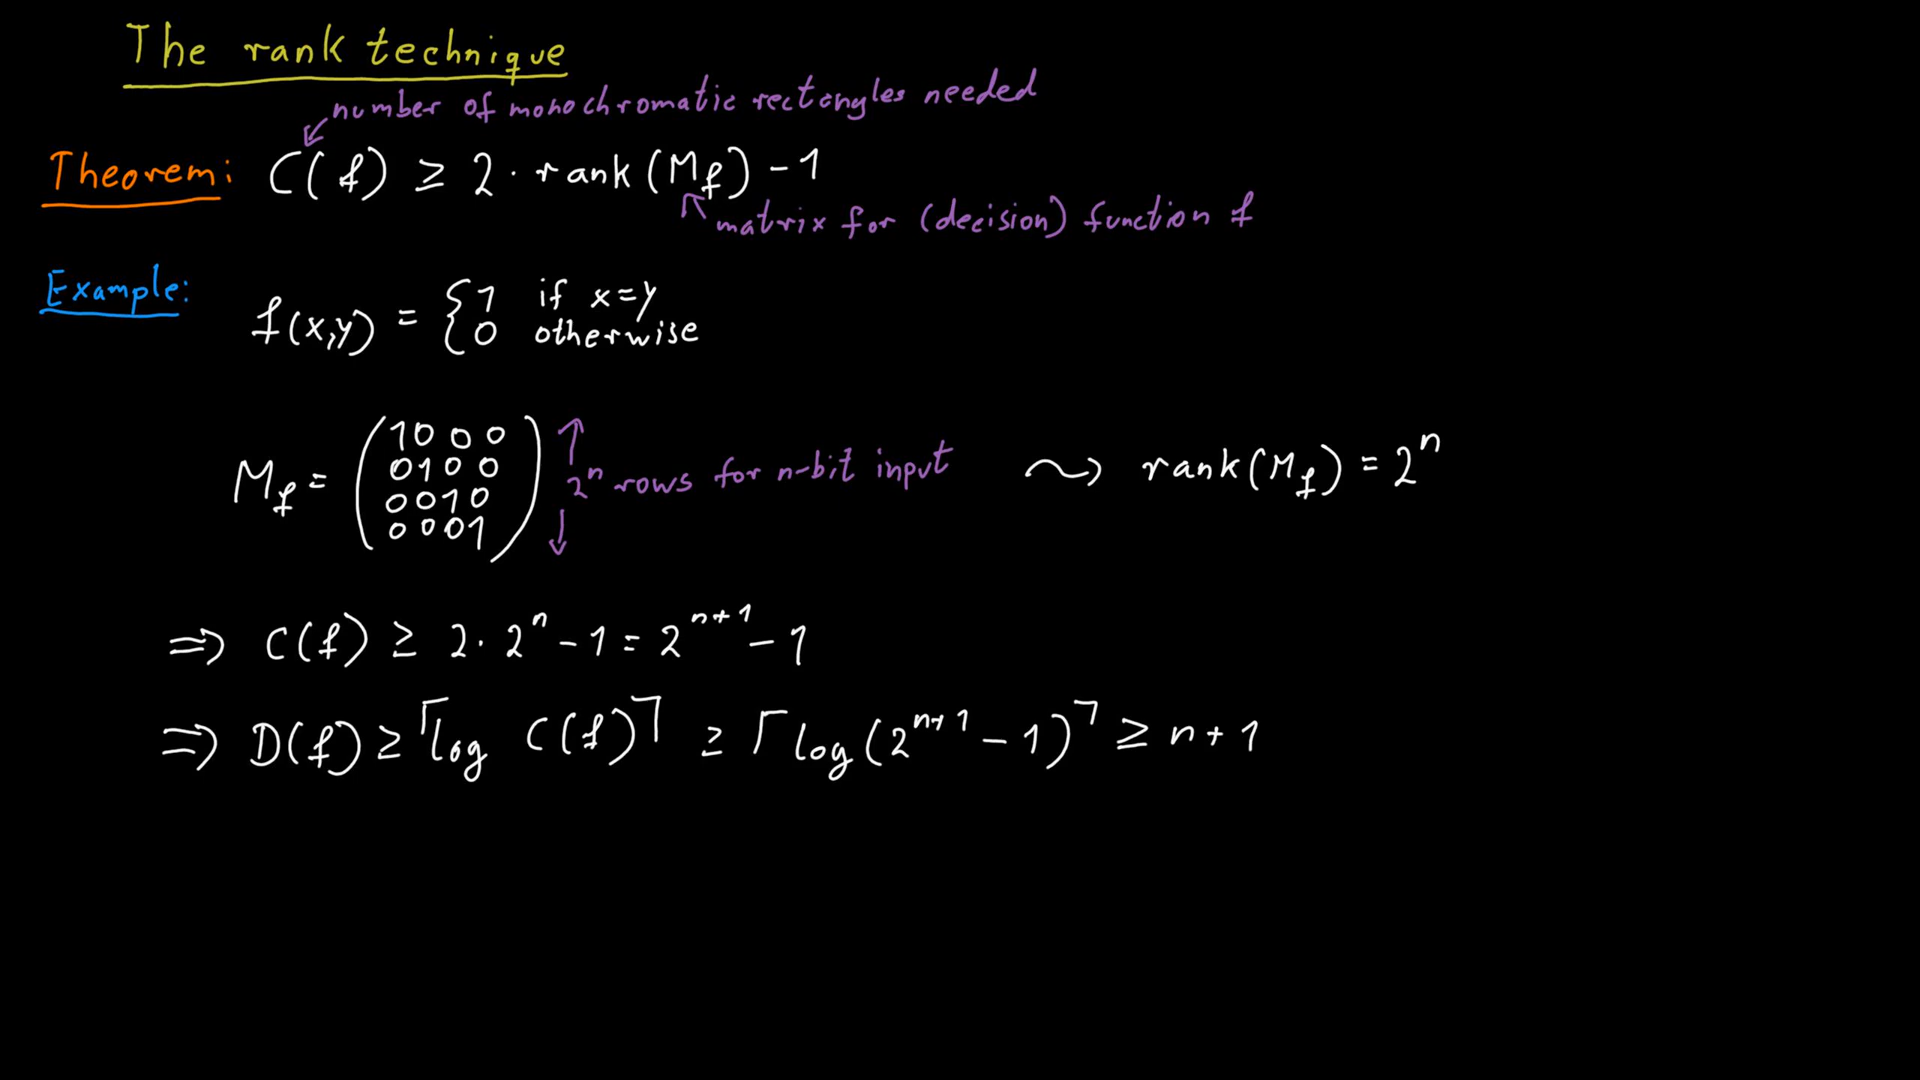 The rank technique
number of monochromatic rectangles needed
Theorem: C(f) ≥ 2 · rank(M_f) - 1
matrix for (decision) function f
Example:
f(x,y) = { 1 if x=y
0 otherwise
M_f = ( 1 0 0 0
0 1 0 0
0 0 1 0
0 0 0 1 )
↑ 2^n rows for n-bit input ↓ ⤳ rank(M_f) = 2^n
⇒ C(f) ≥ 2 · 2^n - 1 = 2^{n+1} - 1
⇒ D(f) ≥ ⌈log C(f)⌉ ≥ ⌈log(2^{n+1} - 1)⌉ ≥ n+1